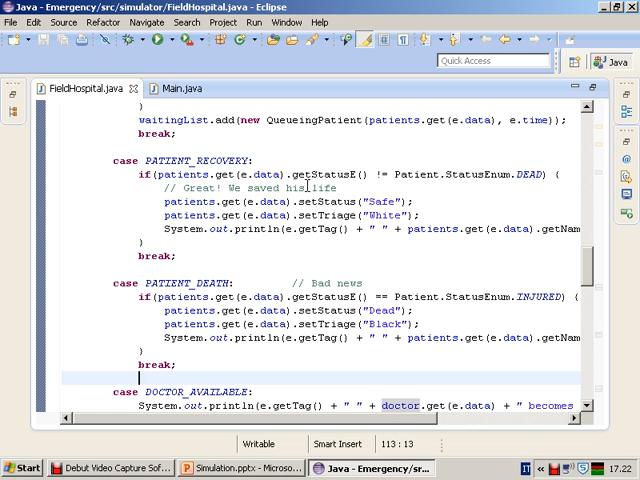 Java - Emergency/src/simulator/FieldHospital.java - Eclipse
File Edit Source Refactor Navigate Search Project Run Window Help
Quick Access
Java
FieldHospital.java Main.java
}
waitingList.add(new QueueingPatient(patients.get(e.data), e.time));
break;
case PATIENT_RECOVERY:
if(patients.get(e.data).getStatusE() != Patient.StatusEnum.DEAD) {
// Great! We saved his life
patients.get(e.data).setStatus("Safe");
patients.get(e.data).setTriage("White");
System.out.println(e.getTag() + " " + patients.get(e.data).getNam
}
break;
case PATIENT_DEATH: // Bad news
if(patients.get(e.data).getStatusE() == Patient.StatusEnum.INJURED) {
patients.get(e.data).setStatus("Dead");
patients.get(e.data).setTriage("Black");
System.out.println(e.getTag() + " " + patients.get(e.data).getNam
}
break;
case DOCTOR_AVAILABLE:
System.out.println(e.getTag() + " " + doctor.get(e.data) + " becomes
Writable Smart Insert 113 : 13
Start Debut Video Capture Sof... Simulation.pptx - Microso... Java - Emergency/sr... IT « 17.22